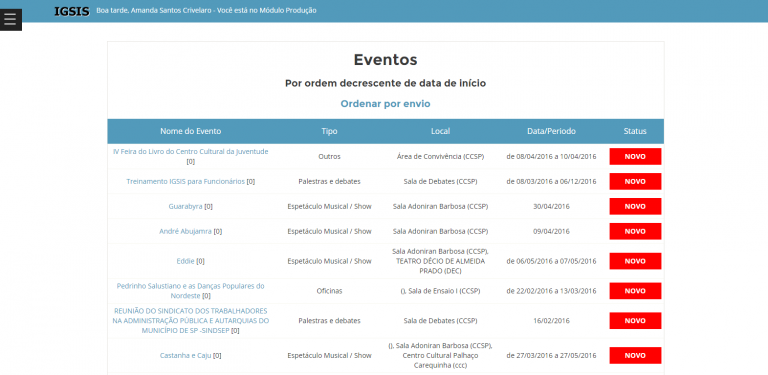 IGSIS Boa tarde, Amanda Santos Crivelaro - Você está no Módulo Produção
Eventos
Por ordem decrescente de data de início
Ordenar por envio
Nome do Evento Tipo Local Data/Periodo Status
IV Feira do Livro do Centro Cultural da Juventude
[0] Outros Área de Convivência (CCSP) de 08/04/2016 a 10/04/2016 NOVO
Treinamento IGSIS para Funcionários [0] Palestras e debates Sala de Debates (CCSP) de 08/03/2016 a 06/12/2016 NOVO
Guarabyra [0] Espetáculo Musical / Show Sala Adoniran Barbosa (CCSP) 30/04/2016 NOVO
André Abujamra [0] Espetáculo Musical / Show Sala Adoniran Barbosa (CCSP) 09/04/2016 NOVO
Eddie [0] Espetáculo Musical / Show Sala Adoniran Barbosa (CCSP),
TEATRO DÉCIO DE ALMEIDA
PRADO (DEC) de 06/05/2016 a 07/05/2016 NOVO
Pedrinho Salustiano e as Danças Populares do
Nordeste [0] Oficinas (), Sala de Ensaio I (CCSP) de 22/02/2016 a 13/03/2016 NOVO
REUNIÃO DO SINDICATO DOS TRABALHADORES
NA ADMINISTRAÇÃO PÚBLICA E AUTARQUIAS DO
MUNICÍPIO DE SP -SINDSEP [0] Palestras e debates Sala de Debates (CCSP) 16/02/2016 NOVO
Castanha e Caju [0] Espetáculo Musical / Show (), Sala Adoniran Barbosa (CCSP),
Centro Cultural Palhaço
Carequinha (ccc) de 27/03/2016 a 27/05/2016 NOVO